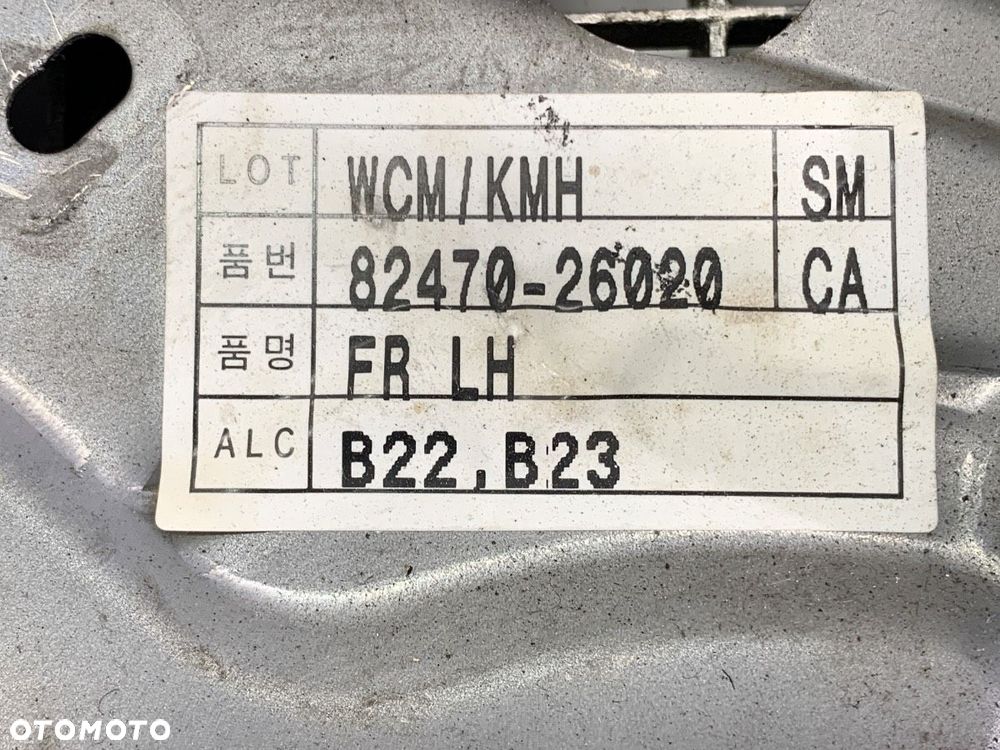 LOT WCM/KMH SM
품번 82470-26020 CA
품명 FR LH
ALC B22,B23
OTOMOTO